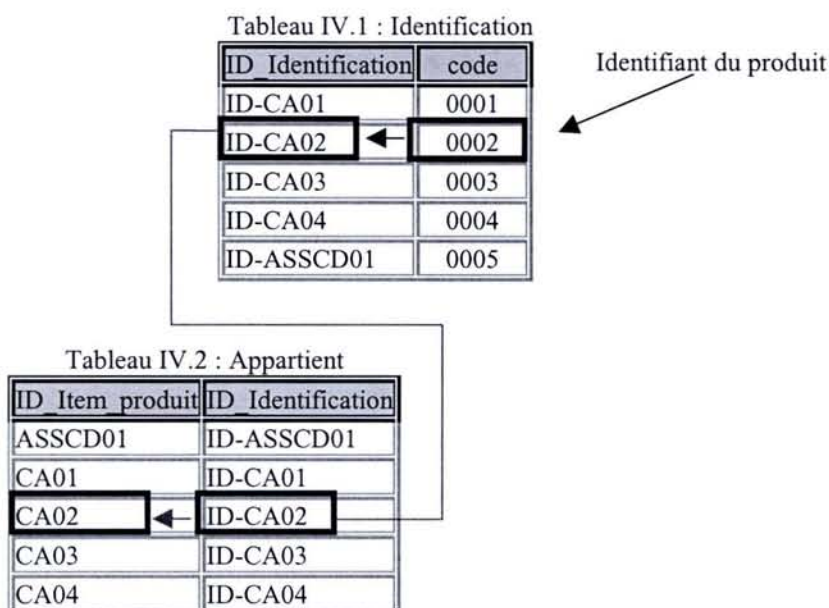 Tableau IV.1 : Identification
ID_Identification code
ID-CA01 0001
ID-CA02 0002
ID-CA03 0003
ID-CA04 0004
ID-ASSCD01 0005
Identifiant du produit
Tableau IV.2 : Appartient
ID_Item_produit ID_Identification
ASSCD01 ID-ASSCD01
CA01 ID-CA01
CA02 ID-CA02
CA03 ID-CA03
CA04 ID-CA04